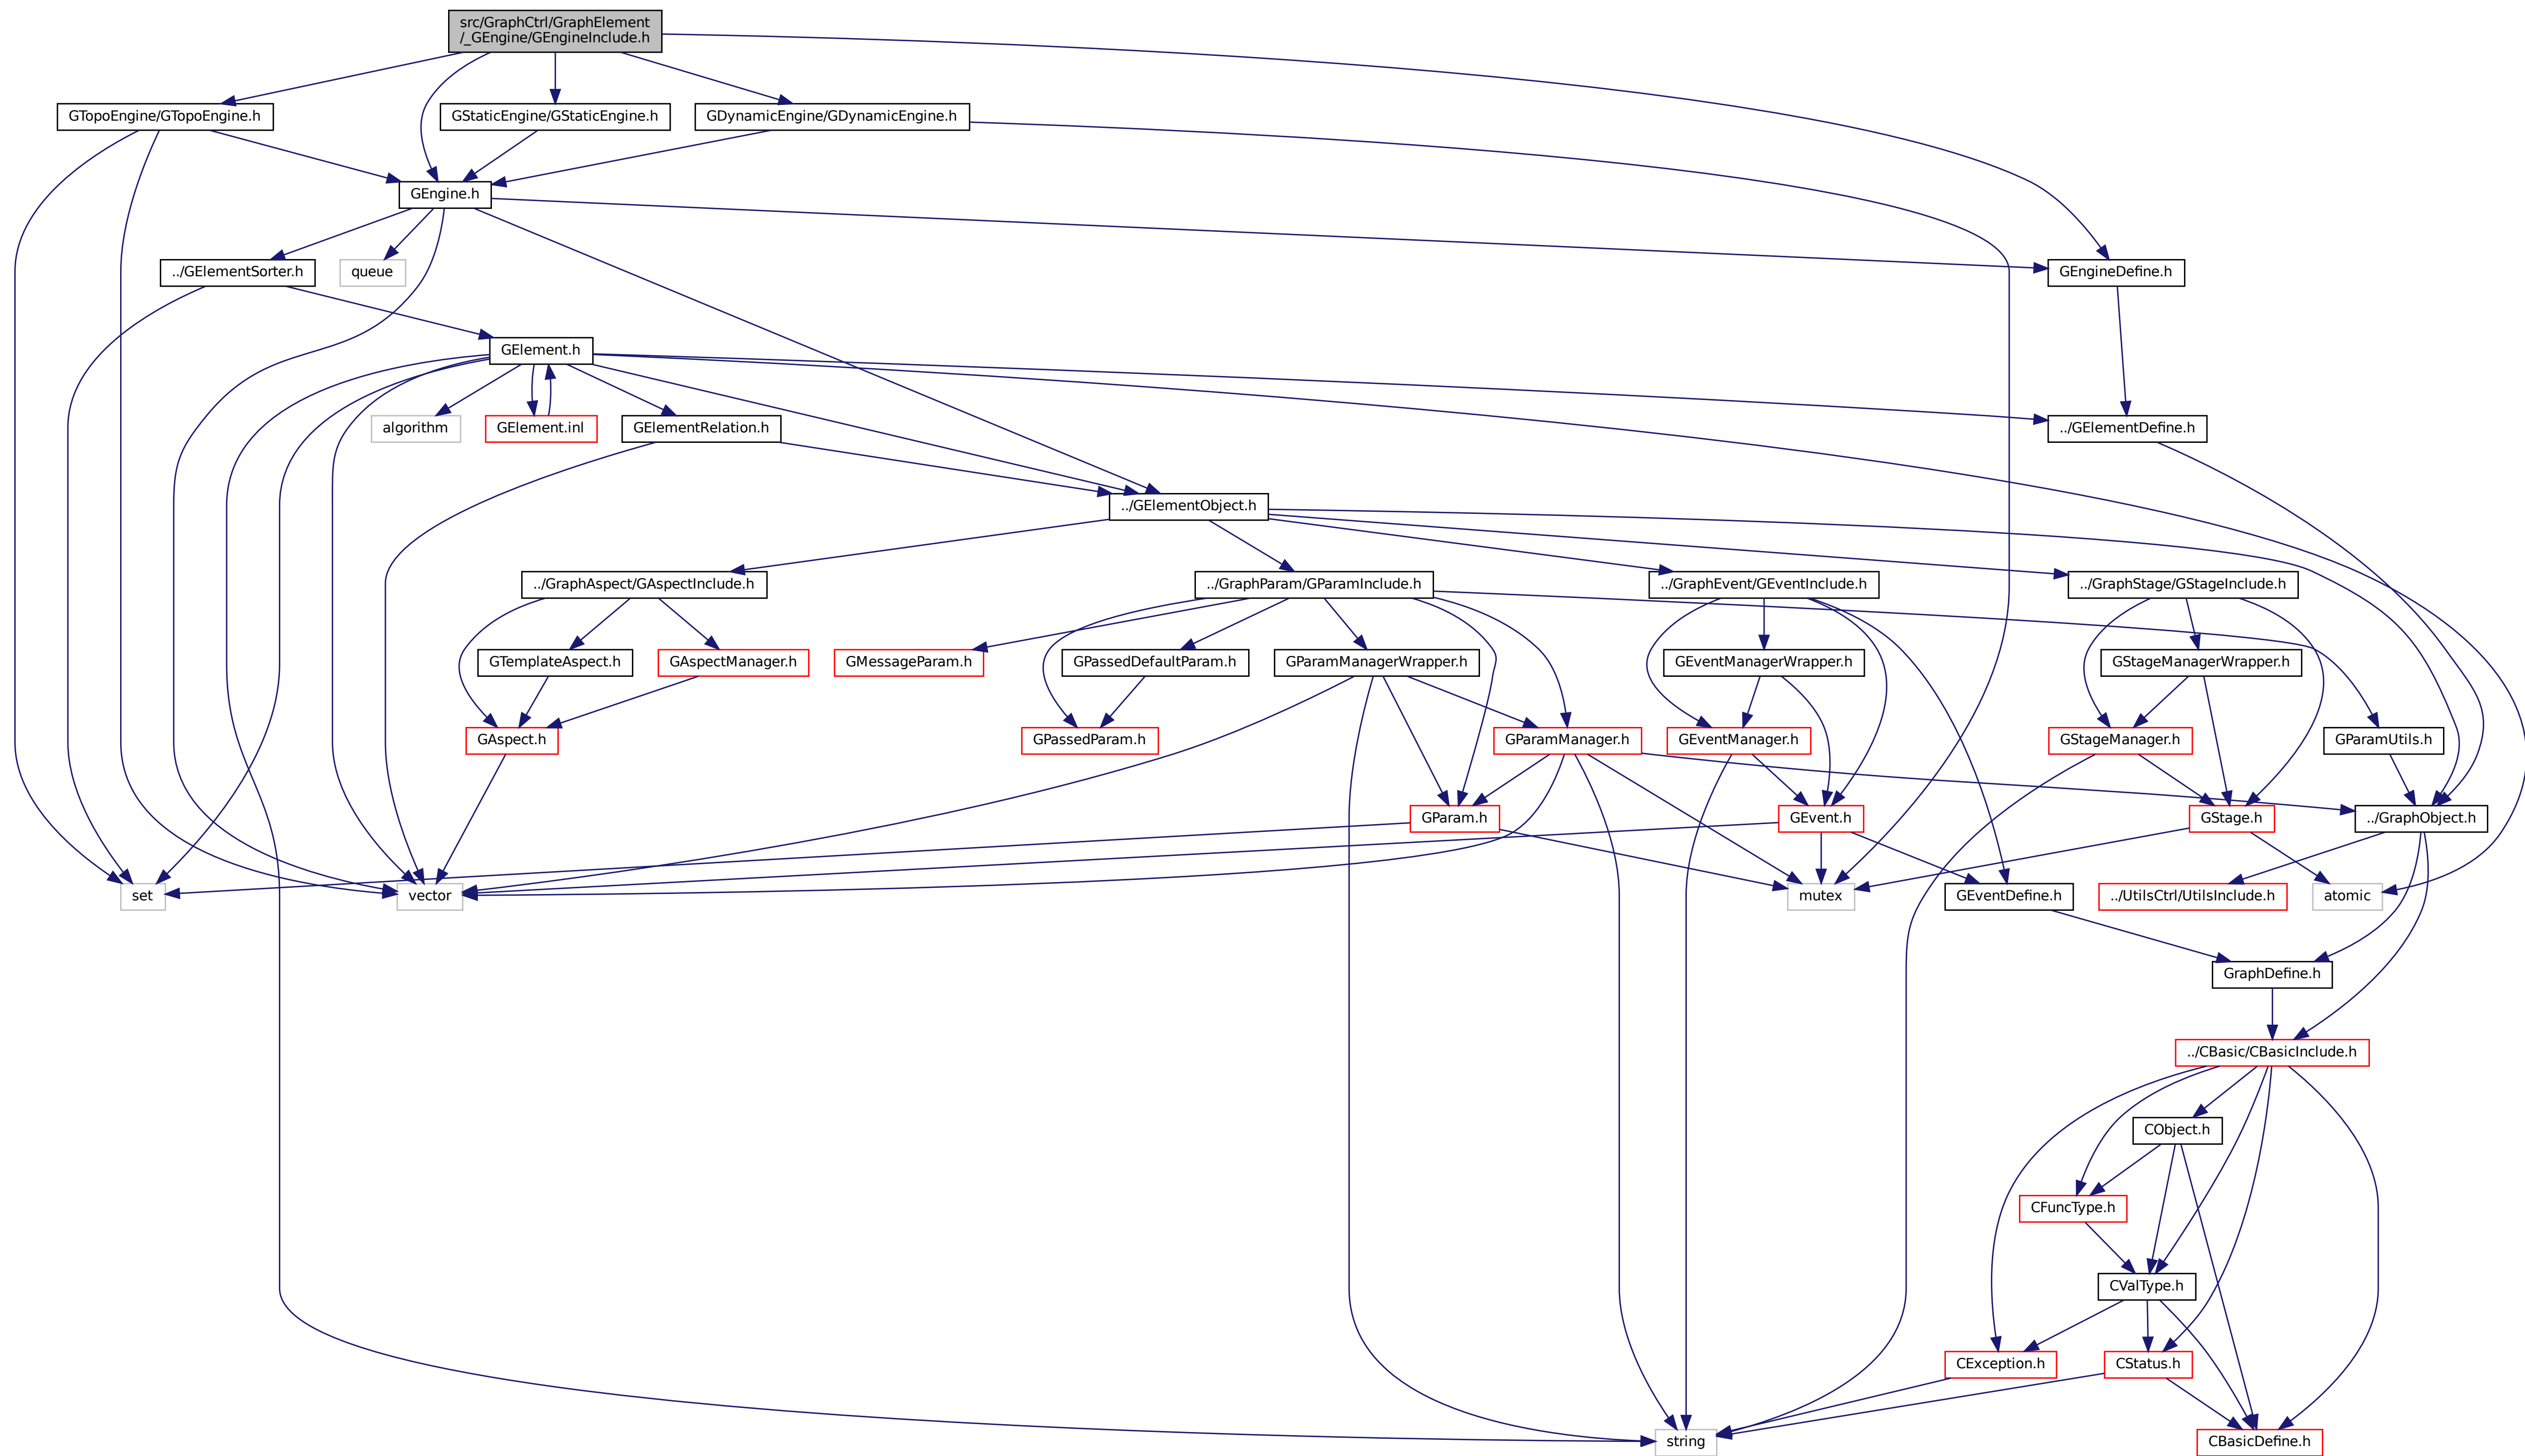 src/GraphCtrl/GraphElement
/_GEngine/GEngineInclude.h
GTopoEngine/GTopoEngine.h
GStaticEngine/GStaticEngine.h
GDynamicEngine/GDynamicEngine.h
GEngine.h
../GElementSorter.h
queue
GEngineDefine.h
GElement.h
algorithm
GElement.inl
GElementRelation.h
../GElementDefine.h
../GElementObject.h
../GraphAspect/GAspectInclude.h
../GraphParam/GParamInclude.h
../GraphEvent/GEventInclude.h
../GraphStage/GStageInclude.h
GTemplateAspect.h
GAspectManager.h
GMessageParam.h
GPassedDefaultParam.h
GParamManagerWrapper.h
GEventManagerWrapper.h
GStageManagerWrapper.h
GAspect.h
GPassedParam.h
GParamManager.h
GEventManager.h
GStageManager.h
GParamUtils.h
GParam.h
GEvent.h
GStage.h
../GraphObject.h
set
vector
mutex
GEventDefine.h
../UtilsCtrl/UtilsInclude.h
atomic
GraphDefine.h
../CBasic/CBasicInclude.h
CObject.h
CFuncType.h
CValType.h
CException.h
CStatus.h
string
CBasicDefine.h